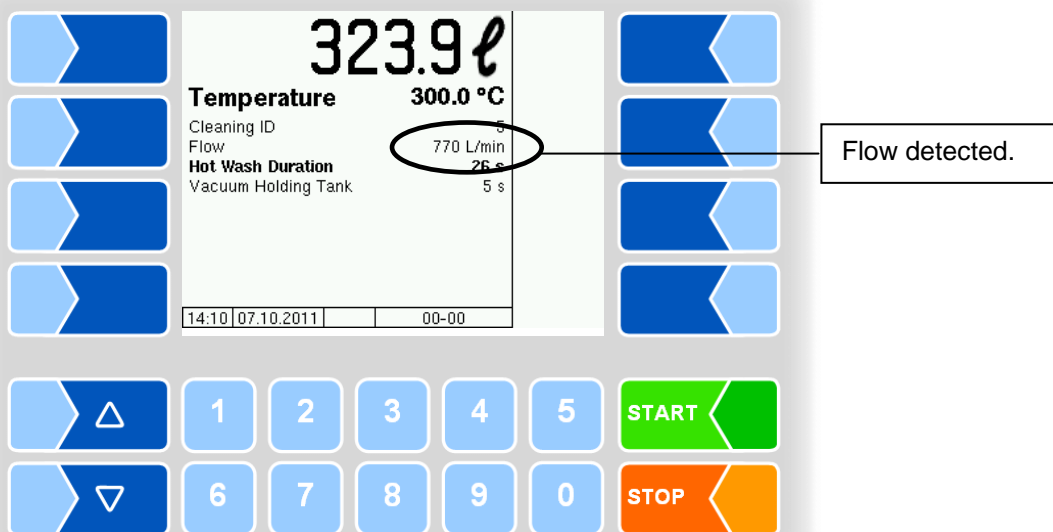 323.9 ℓ
Temperature 300.0 °C
Cleaning ID 5
Flow 770 L/min
Hot Wash Duration 26 s
Vacuum Holding Tank 5 s
14:10 07.10.2011 00-00
Flow detected.
1 2 3 4 5 START
6 7 8 9 0 STOP